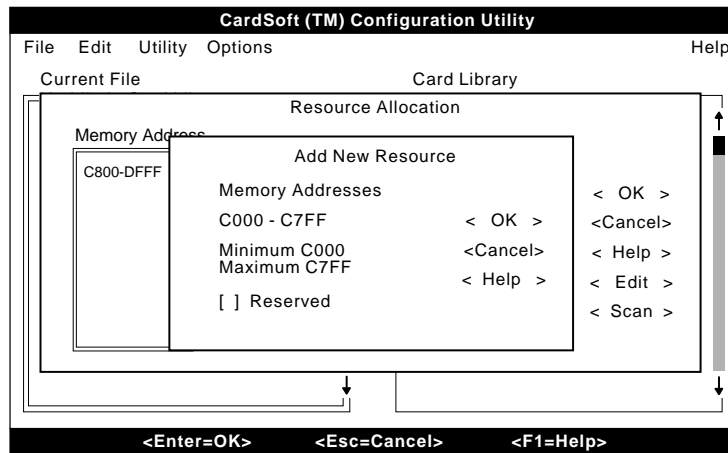 CardSoft (TM) Configuration Utility
File Edit Utility Options Help
Current File Card Library
Resource Allocation
Memory Address
Add New Resource
C800-DFFF
Memory Addresses
< OK >
C000 - C7FF < OK > <Cancel>
Minimum C000 <Cancel> < Help >
Maximum C7FF
< Help > < Edit >
[ ] Reserved
< Scan >
<Enter=OK> <Esc=Cancel> <F1=Help>